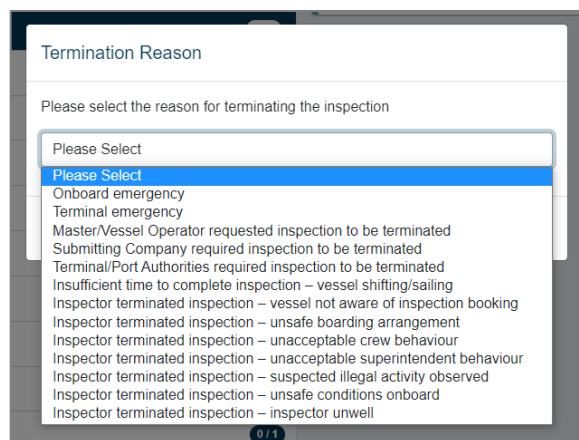 Termination Reason
Please select the reason for terminating the inspection
Please Select
Please Select
Onboard emergency
Terminal emergency
Master/Vessel Operator requested inspection to be terminated
Submitting Company required inspection to be terminated
Terminal/Port Authorities required inspection to be terminated
Insufficient time to complete inspection – vessel shifting/sailing
Inspector terminated inspection – vessel not aware of inspection booking
Inspector terminated inspection – unsafe boarding arrangement
Inspector terminated inspection – unacceptable crew behaviour
Inspector terminated inspection – unacceptable superintendent behaviour
Inspector terminated inspection – suspected illegal activity observed
Inspector terminated inspection – unsafe conditions onboard
Inspector terminated inspection – inspector unwell
0/1